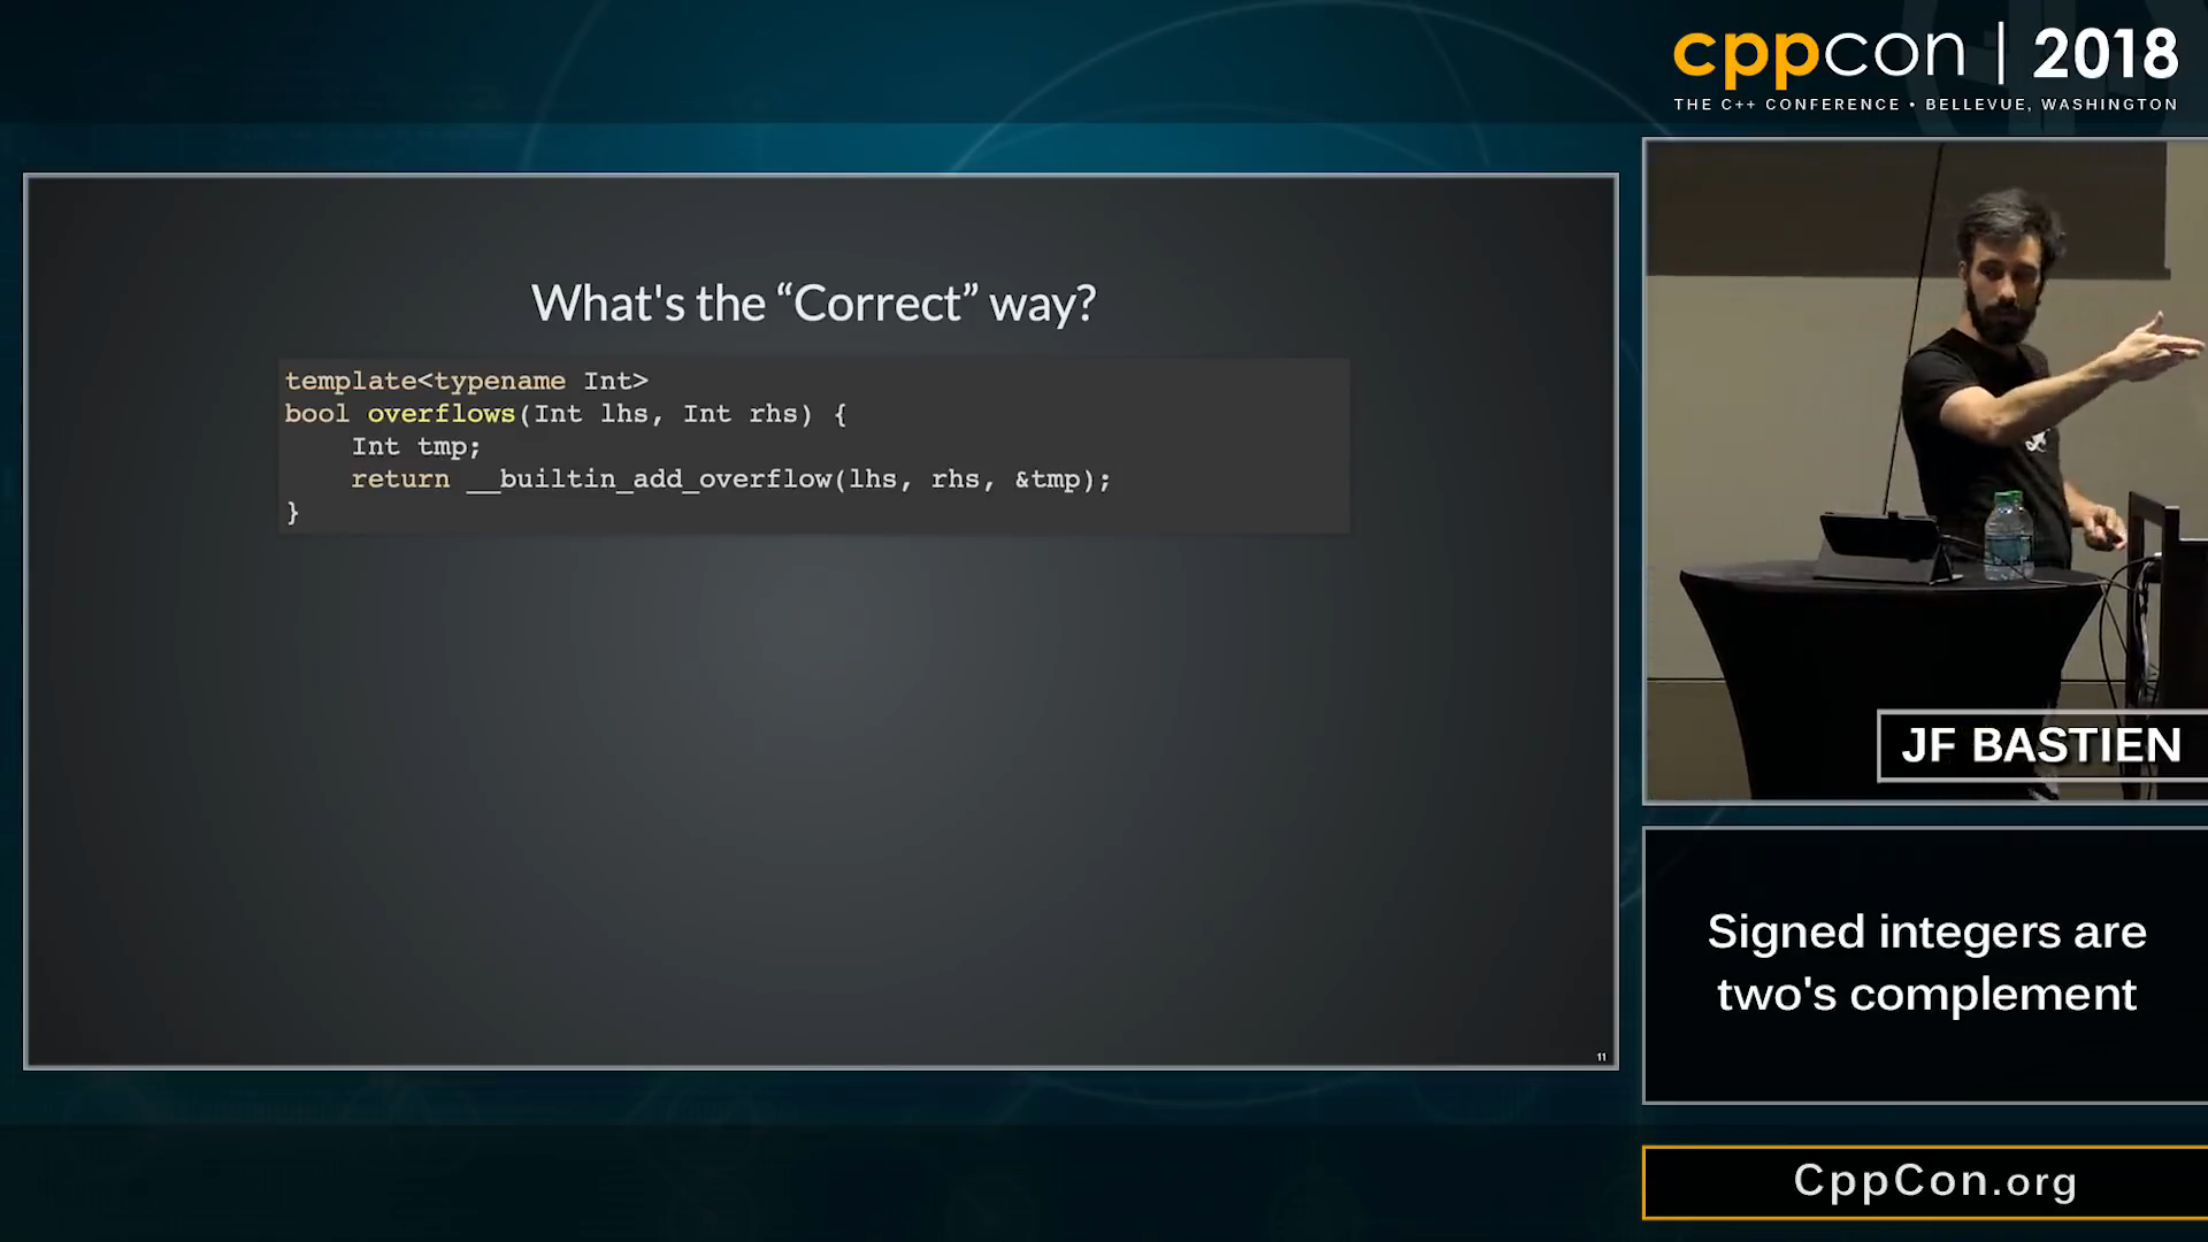 cppcon | 2018
THE C++ CONFERENCE • BELLEVUE, WASHINGTON
What's the “Correct” way?
template<typename Int>
bool overflows(Int lhs, Int rhs) {
    Int tmp;
    return __builtin_add_overflow(lhs, rhs, &tmp);
}
11
JF BASTIEN
Signed integers are
two's complement
CppCon.org